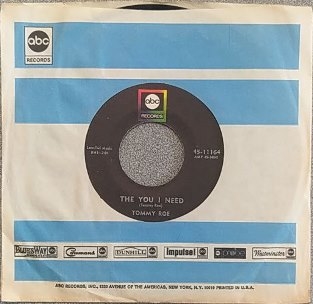 abc
RECORDS
abc
RECORDS
45-11164
THE YOU I NEED
(Tommy Roe)
TOMMY ROE
BLUESWAY
Command
DUNHILL
impulse!
Westminster
ABC RECORDS, INC., 1330 AVENUE OF THE AMERICAS, NEW YORK, N.Y. 10019 PRINTED IN U.S.A.